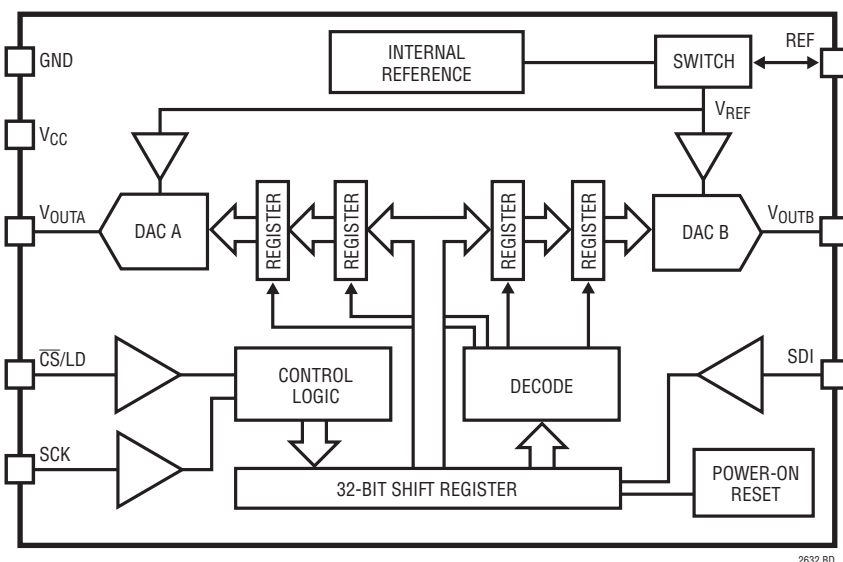 GND
INTERNAL
REFERENCE
SWITCH
REF
VCC
VREF
VOUTA
DAC A
REGISTER
REGISTER
REGISTER
REGISTER
DAC B
VOUTB
CS/LD
CONTROL
LOGIC
DECODE
SDI
SCK
32-BIT SHIFT REGISTER
POWER-ON
RESET
2632 BD